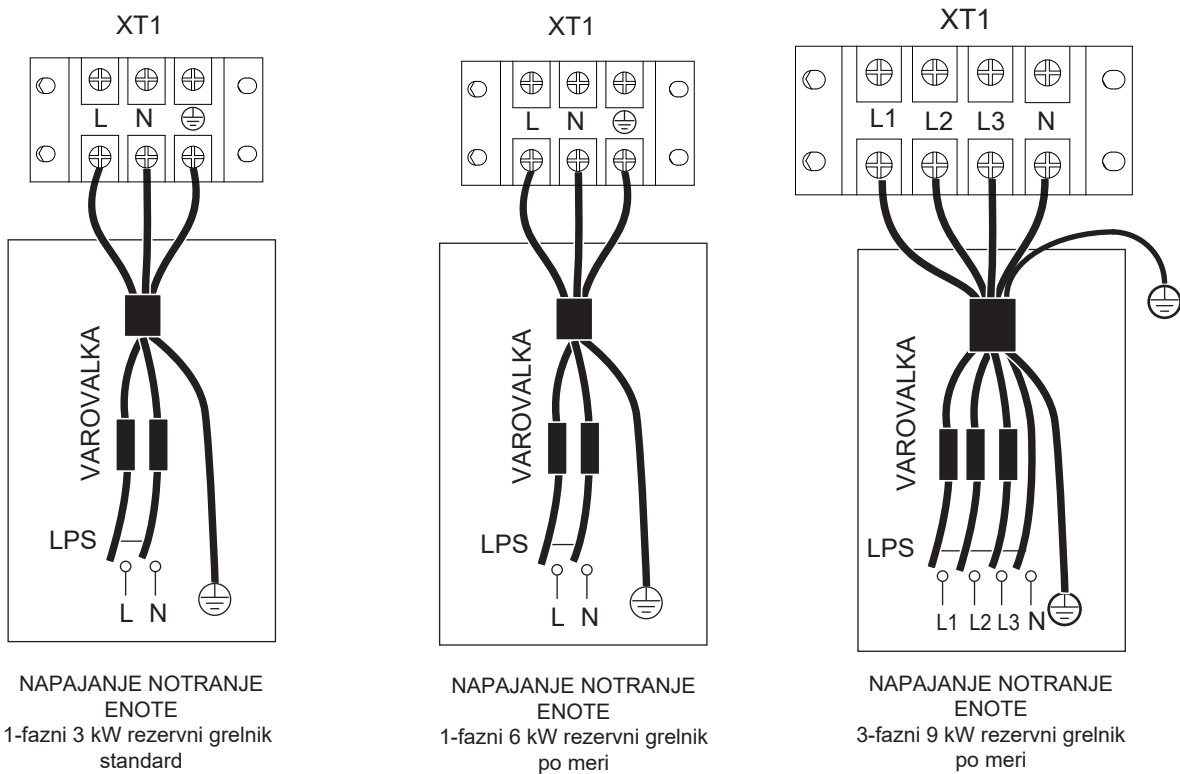 XT1
L N
VAROVALKA
LPS
L N
NAPAJANJE NOTRANJE
ENOTE
1-fazni 3 kW rezervni grelnik
standard
XT1
L N
VAROVALKA
LPS
L N
NAPAJANJE NOTRANJE
ENOTE
1-fazni 6 kW rezervni grelnik
po meri
XT1
L1 L2 L3 N
VAROVALKA
LPS
L1 L2 L3 N
NAPAJANJE NOTRANJE
ENOTE
3-fazni 9 kW rezervni grelnik
po meri